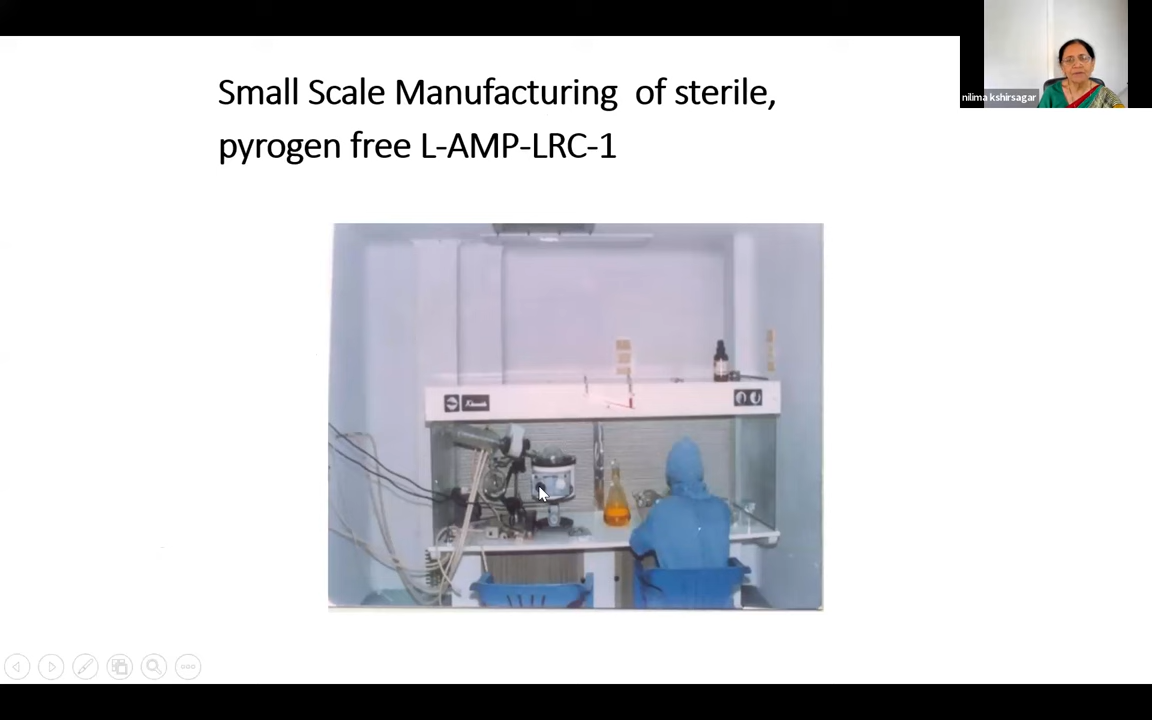 Small Scale Manufacturing of sterile,
pyrogen free L-AMP-LRC-1
nilima kshirsagar